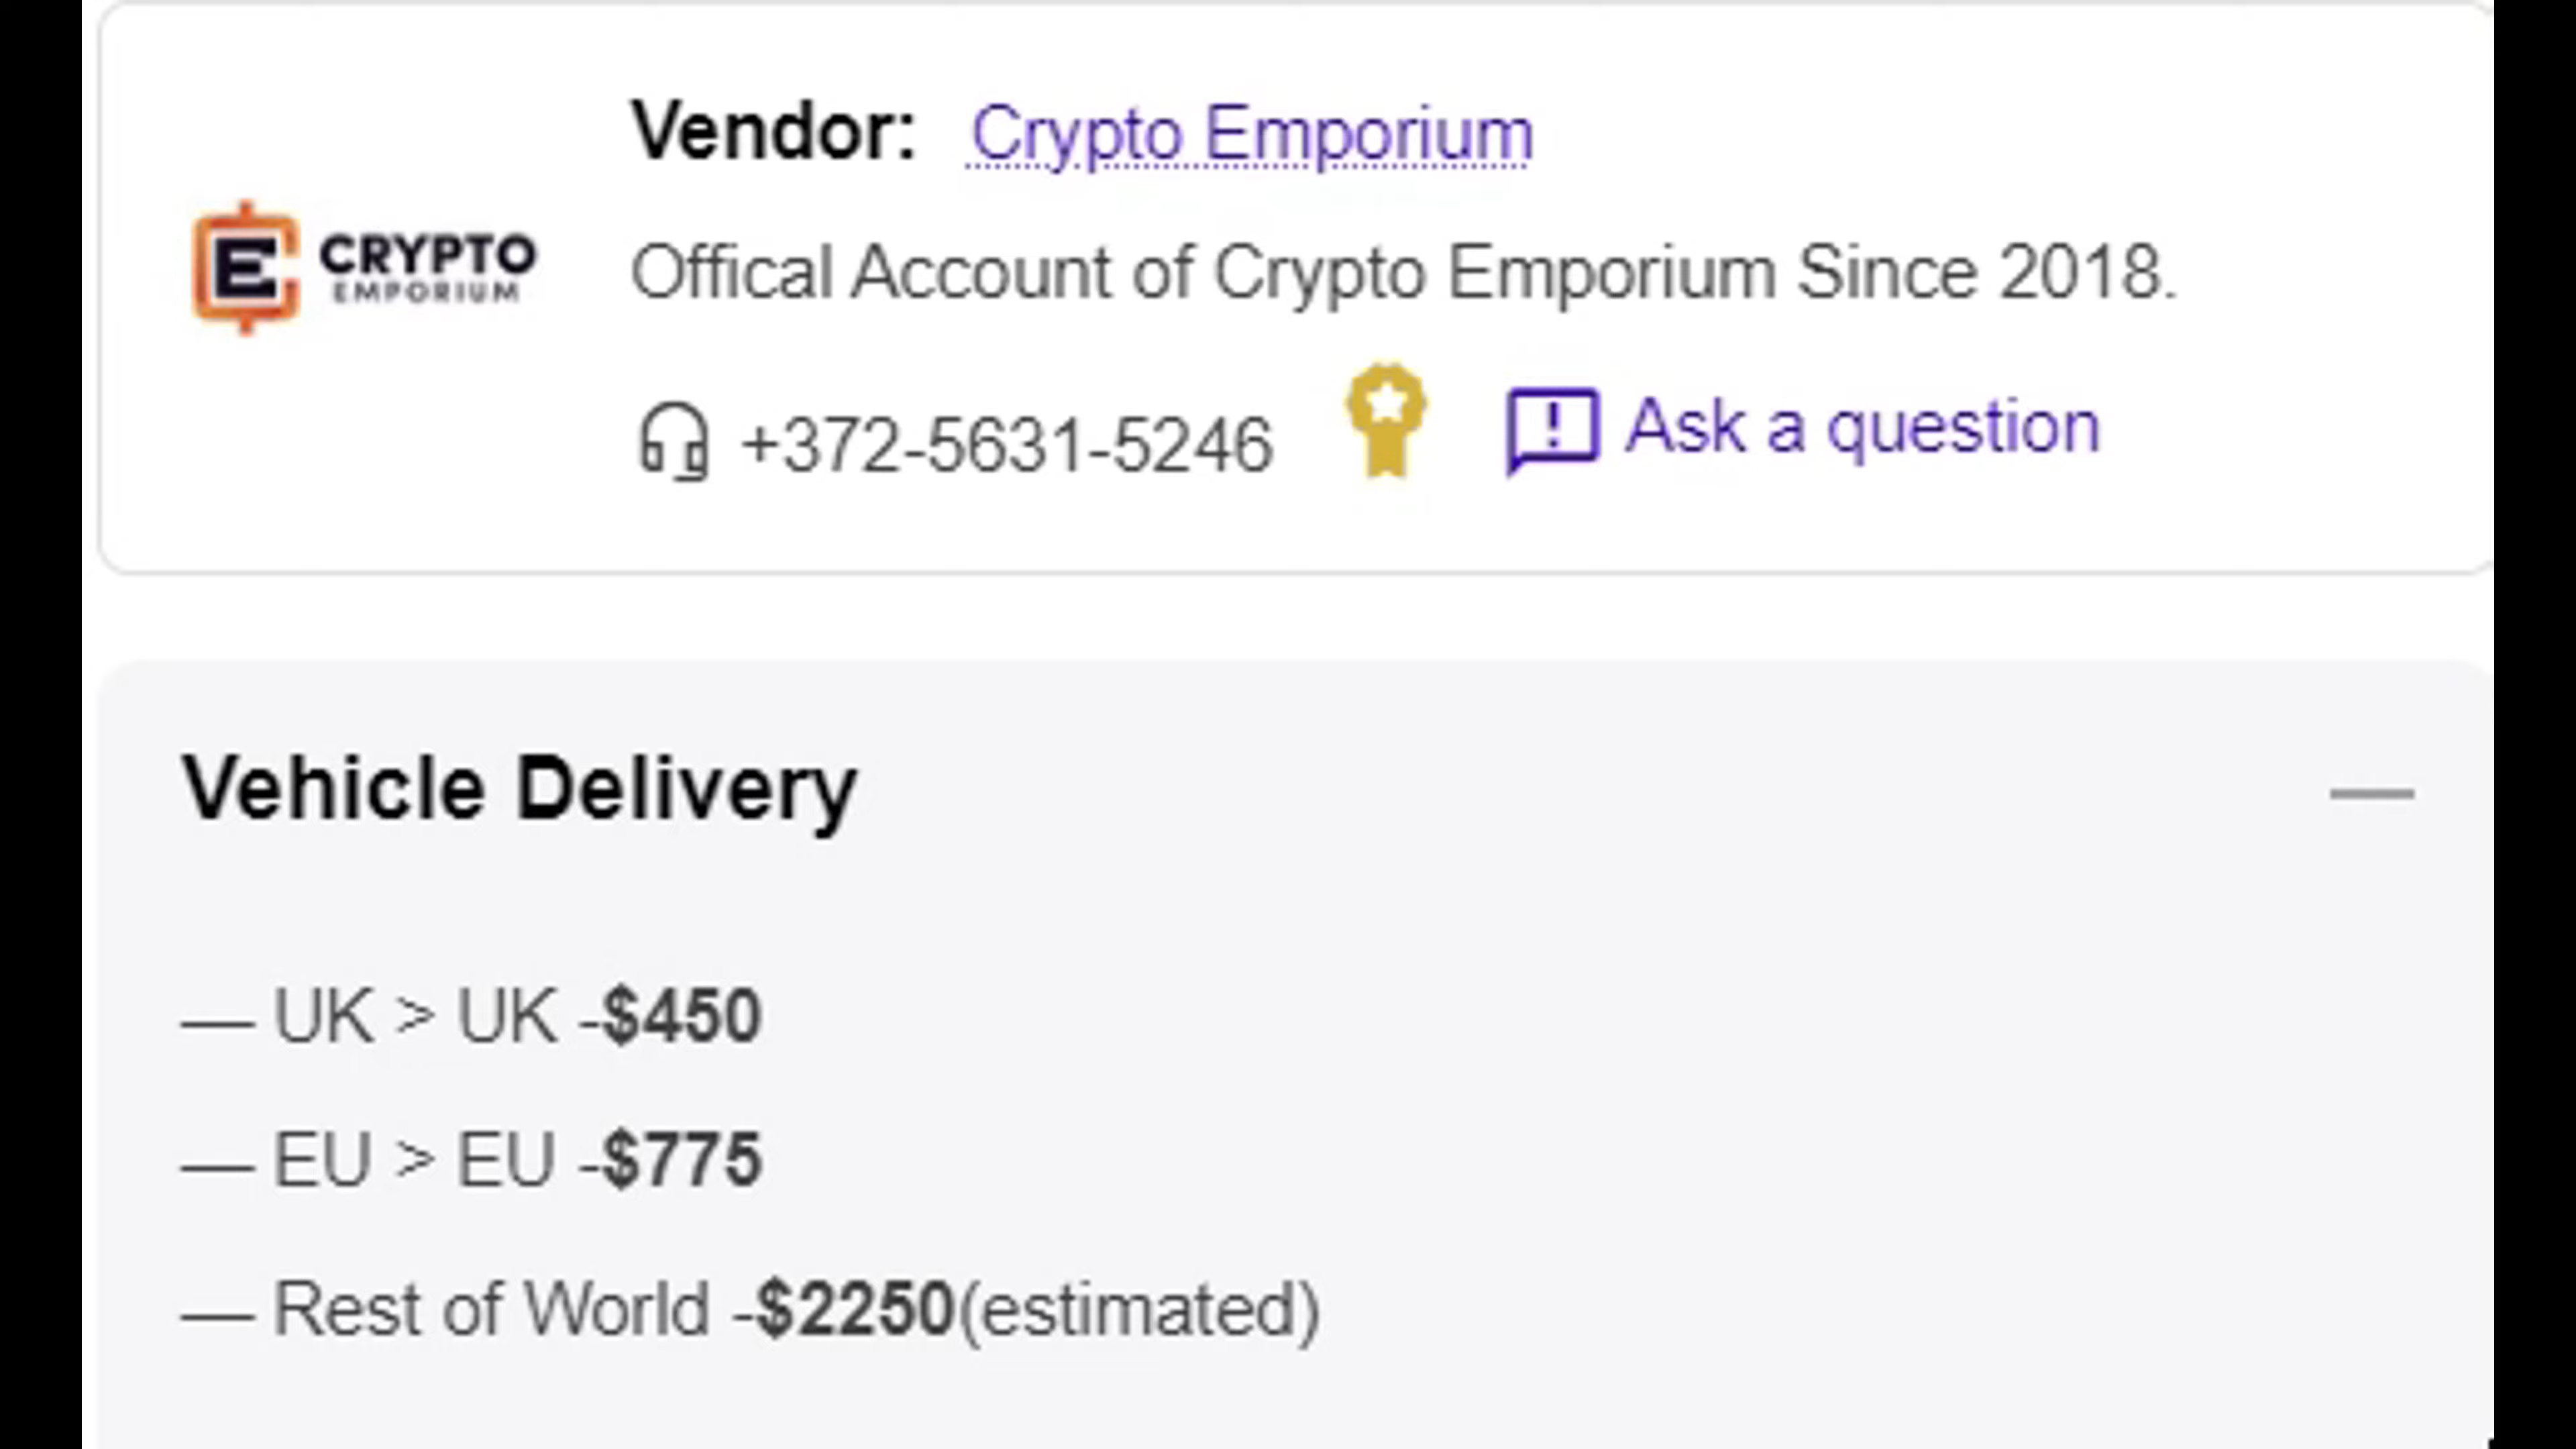 Vendor: Crypto Emporium
E CRYPTO
EMPORIUM
Offical Account of Crypto Emporium Since 2018.
+372-5631-5246 Ask a question
Vehicle Delivery
— UK > UK -$450
— EU > EU -$775
— Rest of World -$2250(estimated)